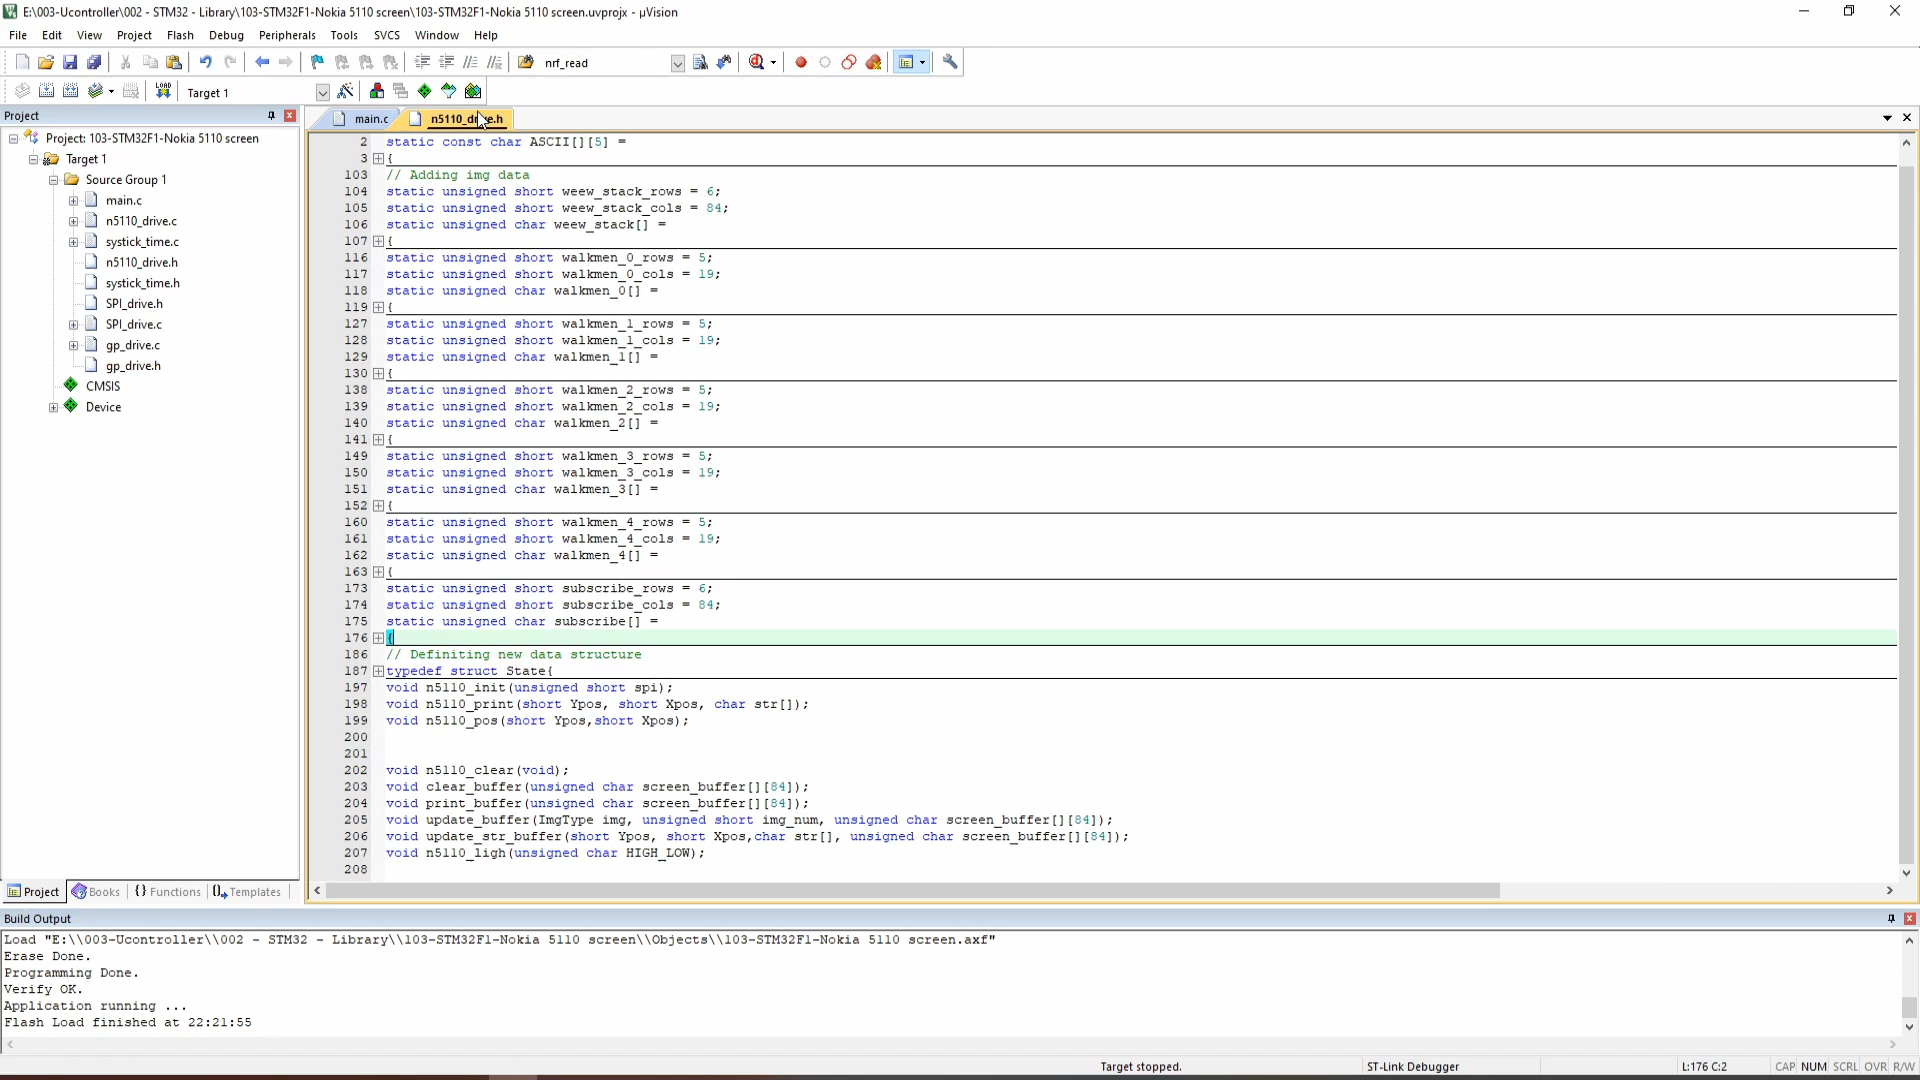 E:\003-Ucontroller\002 - STM32 - Library\103-STM32F1-Nokia 5110 screen\103-STM32F1-Nokia 5110 screen.uvprojx - µVision
File Edit View Project Flash Debug Peripherals Tools SVCS Window Help
nrf_read
LOAD Target 1
Project
main.c n5110_drive.h
Project: 103-STM32F1-Nokia 5110 screen
Target 1
Source Group 1
main.c
n5110_drive.c
systick_time.c
n5110_drive.h
systick_time.h
SPI_drive.h
SPI_drive.c
gp_drive.c
gp_drive.h
CMSIS
Device
Project Books {} Functions Templates
2 static const char ASCII[][5] =
3 {
103 // Adding img data
104 static unsigned short weew_stack_rows = 6;
105 static unsigned short weew_stack_cols = 84;
106 static unsigned char weew_stack[] =
107 {
116 static unsigned short walkmen_0_rows = 5;
117 static unsigned short walkmen_0_cols = 19;
118 static unsigned char walkmen_0[] =
119 {
127 static unsigned short walkmen_1_rows = 5;
128 static unsigned short walkmen_1_cols = 19;
129 static unsigned char walkmen_1[] =
130 {
138 static unsigned short walkmen_2_rows = 5;
139 static unsigned short walkmen_2_cols = 19;
140 static unsigned char walkmen_2[] =
141 {
149 static unsigned short walkmen_3_rows = 5;
150 static unsigned short walkmen_3_cols = 19;
151 static unsigned char walkmen_3[] =
152 {
160 static unsigned short walkmen_4_rows = 5;
161 static unsigned short walkmen_4_cols = 19;
162 static unsigned char walkmen_4[] =
163 {
173 static unsigned short subscribe_rows = 6;
174 static unsigned short subscribe_cols = 84;
175 static unsigned char subscribe[] =
176 {
186 // Definiting new data structure
187 typedef struct State{
197 void n5110_init(unsigned short spi);
198 void n5110_print(short Ypos, short Xpos, char str[]);
199 void n5110_pos(short Ypos,short Xpos);
200
201
202 void n5110_clear(void);
203 void clear_buffer(unsigned char screen_buffer[][84]);
204 void print_buffer(unsigned char screen_buffer[][84]);
205 void update_buffer(ImgType img, unsigned short img_num, unsigned char screen_buffer[][84]);
206 void update_str_buffer(short Ypos, short Xpos,char str[], unsigned char screen_buffer[][84]);
207 void n5110_ligh(unsigned char HIGH_LOW);
208
Build Output
Load "E:\\003-Ucontroller\\002 - STM32 - Library\\103-STM32F1-Nokia 5110 screen\\Objects\\103-STM32F1-Nokia 5110 screen.axf"
Erase Done.
Programming Done.
Verify OK.
Application running ...
Flash Load finished at 22:21:55
Target stopped. ST-Link Debugger L:176 C:2 CAP NUM SCRL OVR R/W